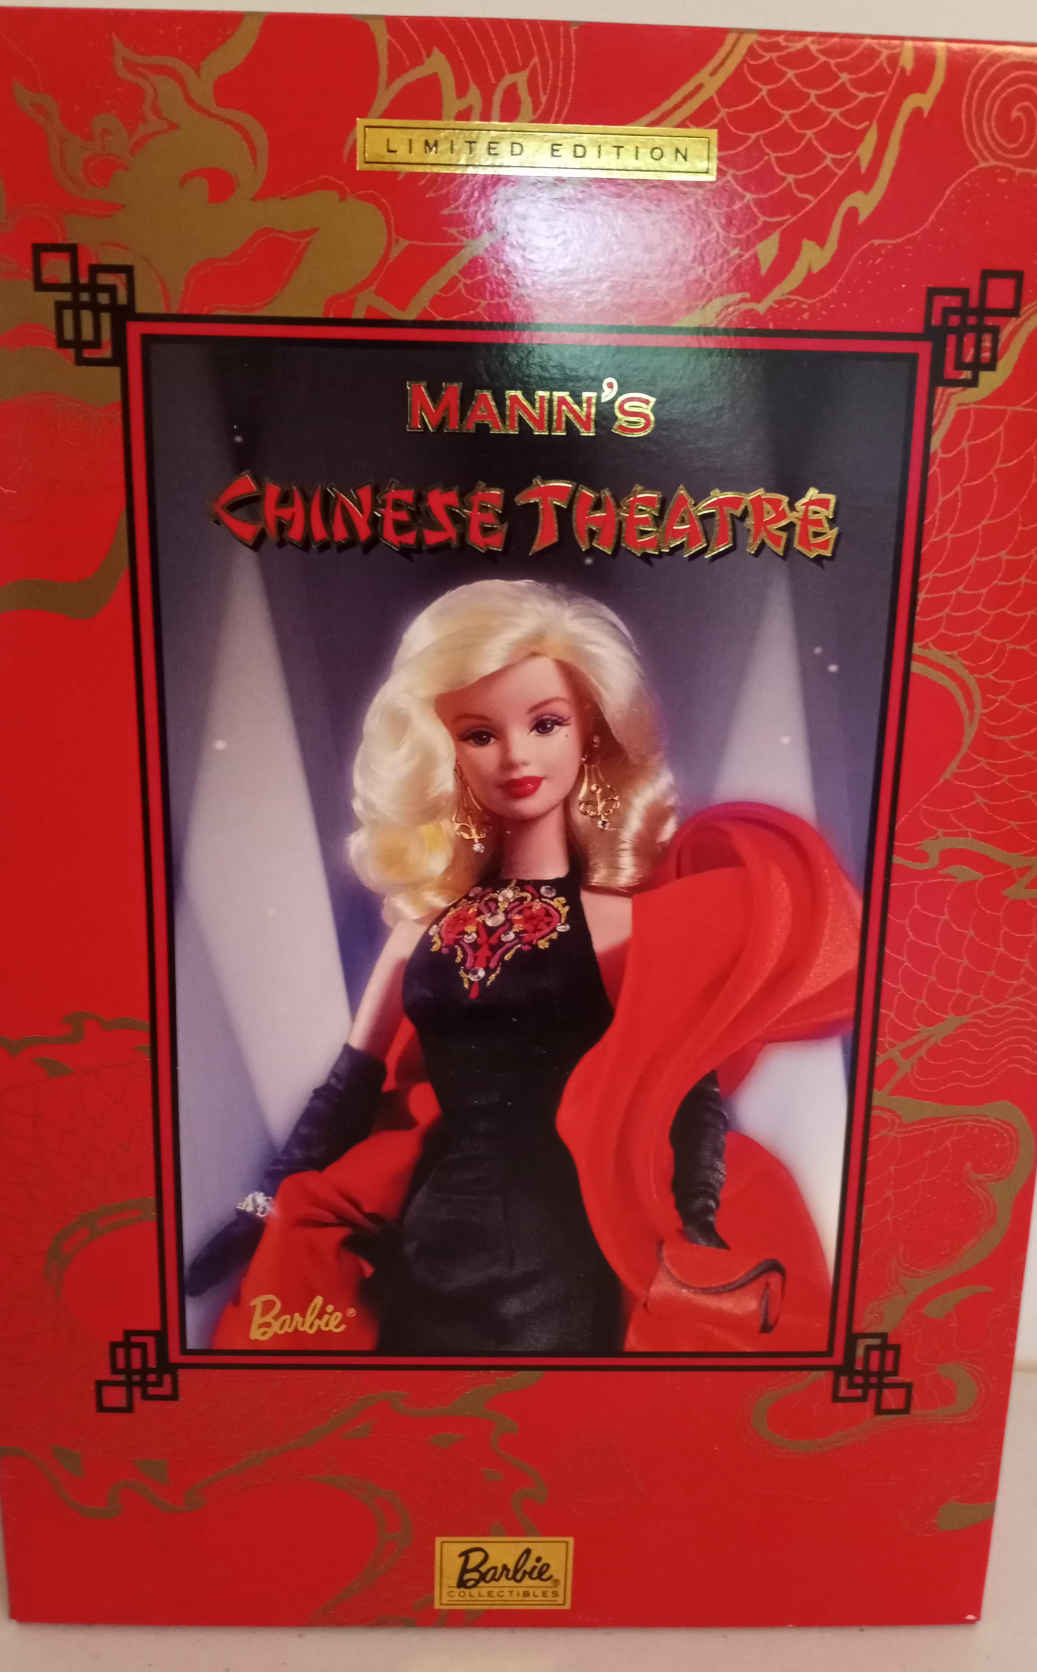 LIMITED EDITION
MANN'S
CHINESE THEATRE
Barbie®
Barbie®
COLLECTIBLES